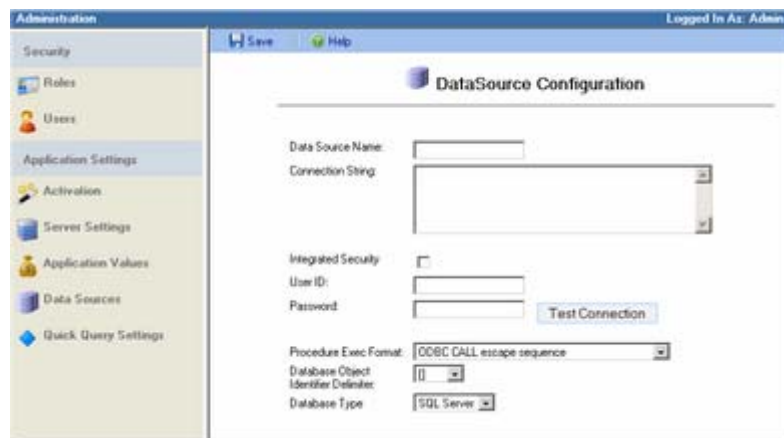 Administration
Logged In As: Admin
Security
Roles
Users
Application Settings
Activation
Server Settings
Application Values
Data Sources
Quick Query Settings
Save
Help
DataSource Configuration
Data Source Name:
Connection String:
Integrated Security
User ID:
Password:
Test Connection
Procedure Exec Format: ODBC CALL escape sequence
Database Object
Identifier Delimiter: []
Database Type SQL Server